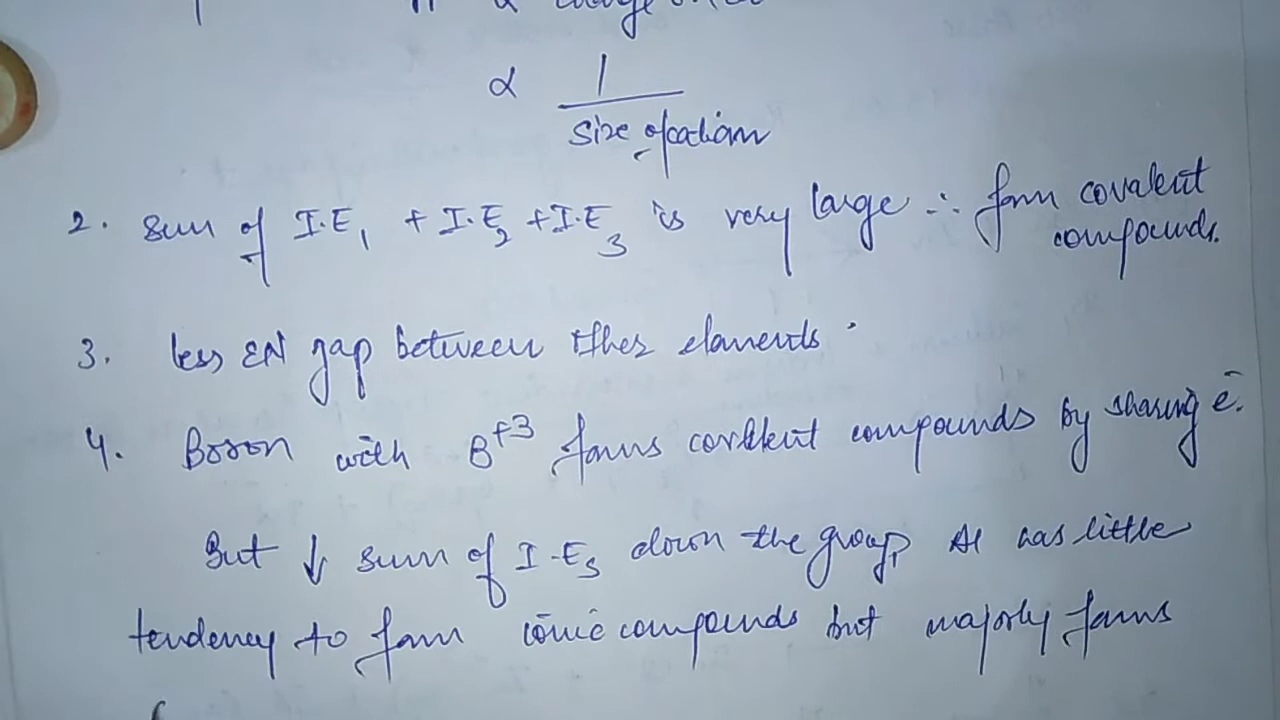 ∝
∝ 1
size of cation
2. Sum of I.E₁ + I.E₂ + I.E₃ is very large ∴ form covalent
compounds.
3. less EN gap between other elements.
4. Boron with B⁺³ forms covalent compounds by sharing ē.
But ↓ sum of I.Es down the group, Al has little
tendency to form ionic compounds but majorly forms